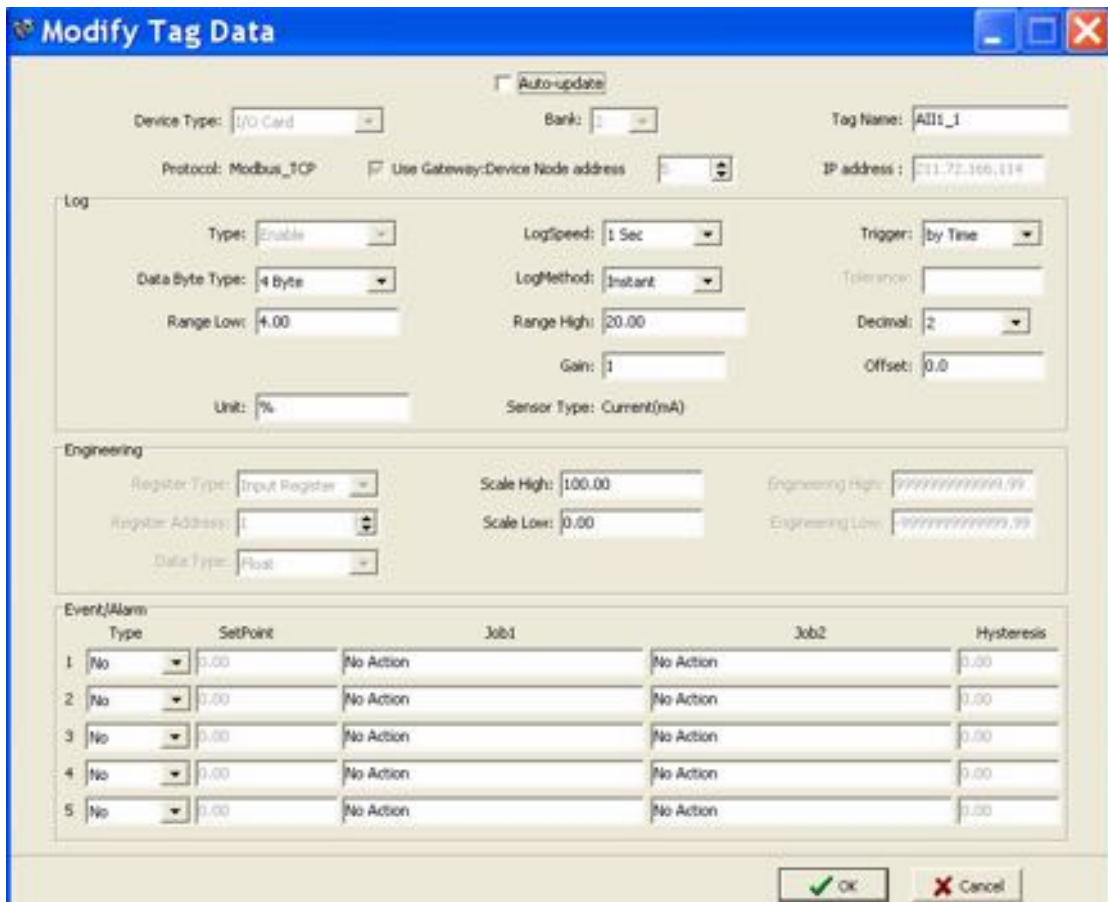 Modify Tag Data
Auto-update
Device Type: I/O Card Bank: 1 Tag Name: AII1_1
Protocol: Modbus_TCP Use Gateway:Device Node address 5 IP address : 211.72.166.114
Log
Type: Enable LogSpeed: 1 Sec Trigger: by Time
Data Byte Type: 4 Byte LogMethod: Instant Tolerance:
Range Low: 4.00 Range High: 20.00 Decimal: 2
Gain: 1 Offset: 0.0
Unit: % Sensor Type: Current(mA)
Engineering
Register Type: Input Register Scale High: 100.00 Engineering High:
Register Address: 1 Scale Low: 0.00 Engineering Low:
Data Type: Float
Event/Alarm
Type SetPoint Job1 Job2 Hysteresis
1 No 0.00 No Action No Action 0.00
2 No 0.00 No Action No Action 0.00
3 No 0.00 No Action No Action 0.00
4 No 0.00 No Action No Action 0.00
5 No 0.00 No Action No Action 0.00
OK Cancel